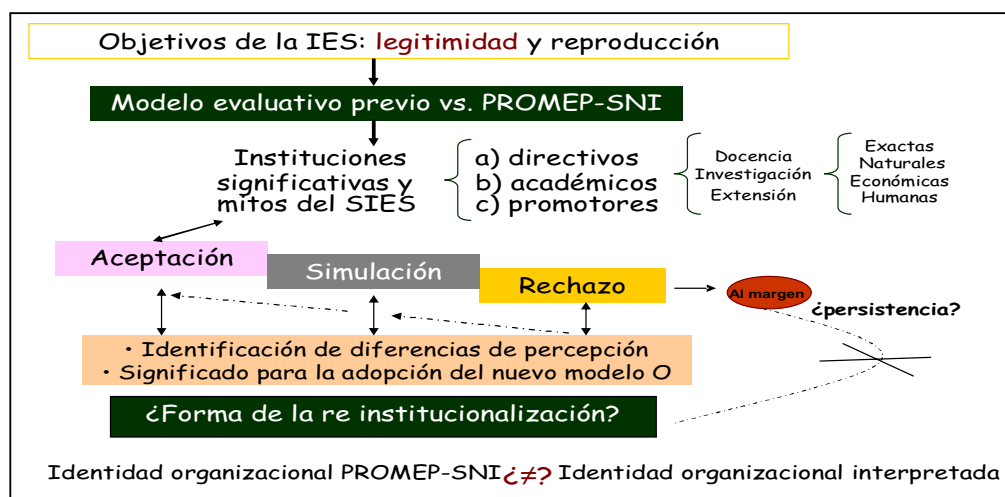 Objetivos de la IES: legitimidad y reproducción
Modelo evaluativo previo vs. PROMEP-SNI
Instituciones
significativas y
mitos del SIES
a) directivos
b) académicos
c) promotores
Docencia
Investigación
Extensión
Exactas
Naturales
Económicas
Humanas
Aceptación
Simulación
Rechazo
Al margen
¿persistencia?
• Identificación de diferencias de percepción
• Significado para la adopción del nuevo modelo O
¿Forma de la re institucionalización?
Identidad organizacional PROMEP-SNI¿≠? Identidad organizacional interpretada